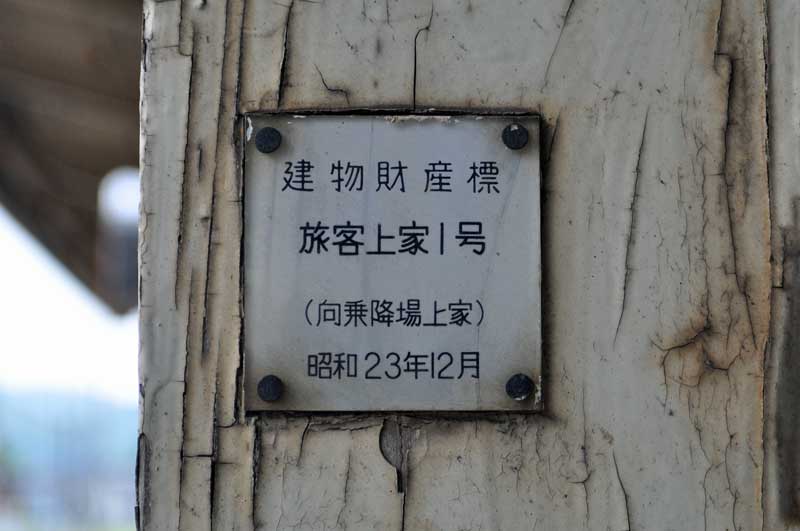 建物財産標
旅客上家1号
(向乗降場上家)
昭和23年12月